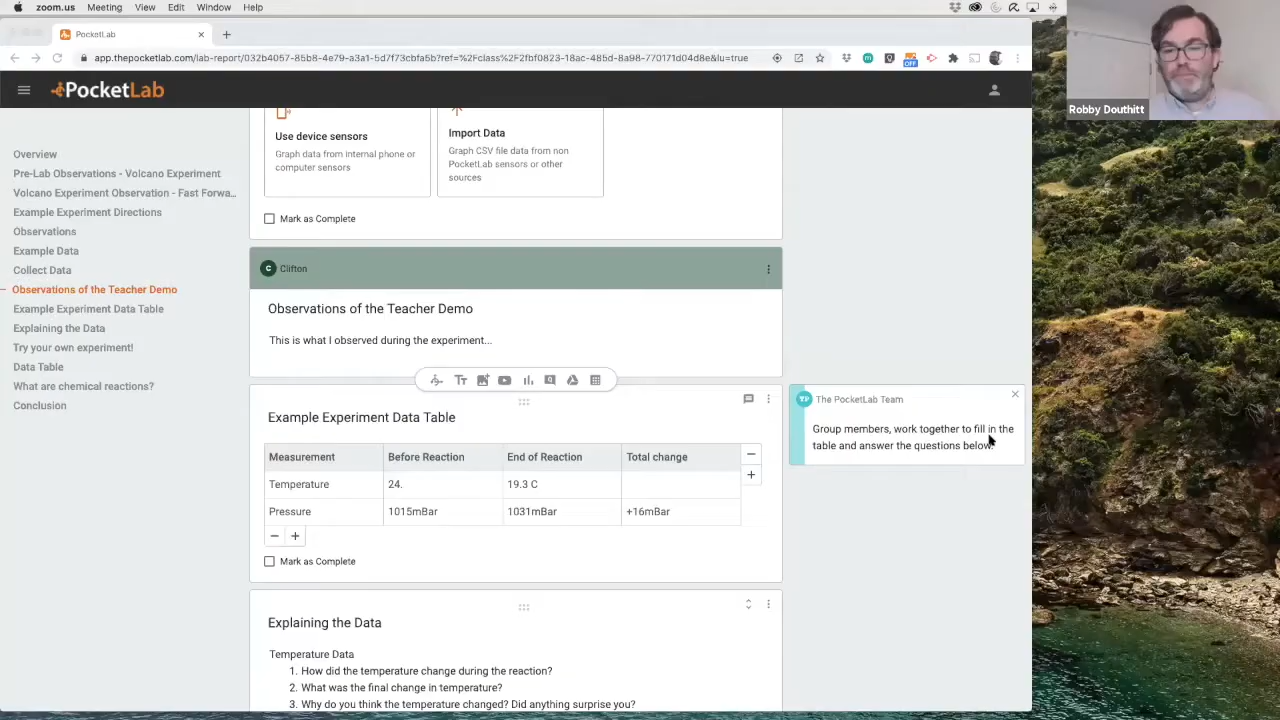 zoom.us Meeting View Edit Window Help
PocketLab
app.thepocketlab.com/lab-report/032b4057-85b8-4e79-a3a1-5d7f73cbfa6b?ref=%2Fclass%2F2fbf0823-18ac-485d-8a98-770171d04d8e&lu=true
OFF
PocketLab
Robby Douthitt
Overview
Pre-Lab Observations - Volcano Experiment
Volcano Experiment Observation - Fast Forwa...
Example Experiment Directions
Observations
Example Data
Collect Data
Observations of the Teacher Demo
Example Experiment Data Table
Explaining the Data
Try your own experiment!
Data Table
What are chemical reactions?
Conclusion
Use device sensors
Graph data from internal phone or
computer sensors
Import Data
Graph CSV file data from non
PocketLab sensors or other
sources
Mark as Complete
C Clifton
Observations of the Teacher Demo
This is what I observed during the experiment...
Example Experiment Data Table
Measurement Before Reaction End of Reaction Total change
Temperature 24. 19.3 C
Pressure 1015mBar 1031mBar +16mBar
Mark as Complete
TP The PocketLab Team
Group members, work together to fill in the
table and answer the questions below.
Explaining the Data
Temperature Data
1. How did the temperature change during the reaction?
2. What was the final change in temperature?
3. Why do you think the temperature changed? Did anything surprise you?